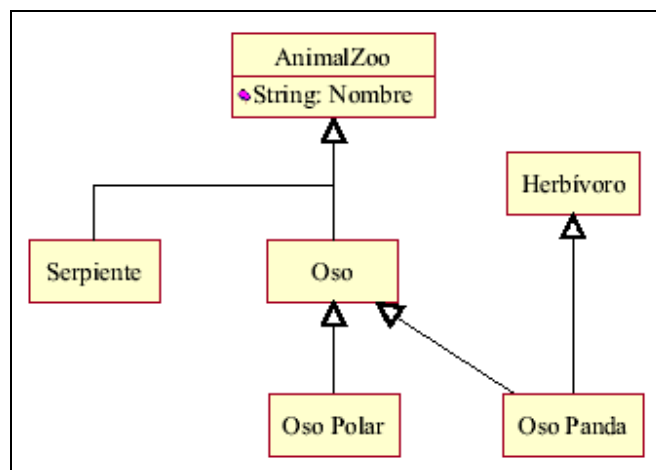 AnimalZoo
String: Nombre
Herbívoro
Serpiente
Oso
Oso Polar
Oso Panda